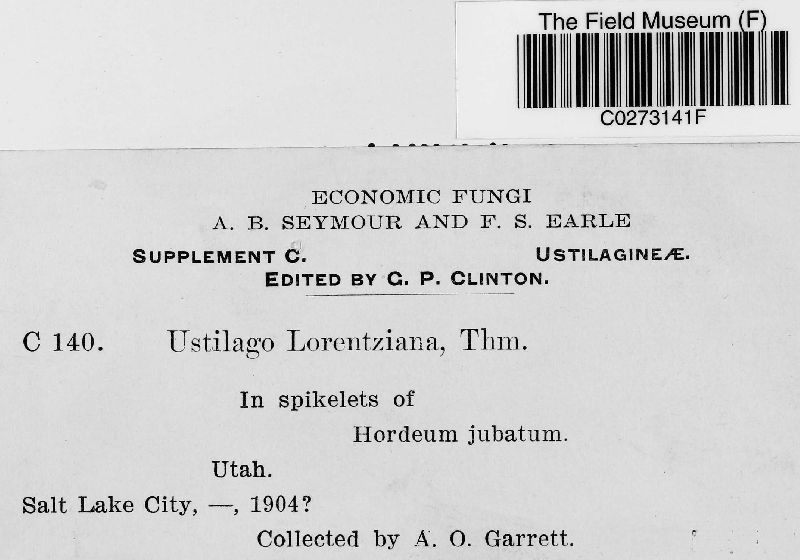 The Field Museum (F)
C0273141F
ECONOMIC FUNGI
A. B. SEYMOUR AND F. S. EARLE
SUPPLEMENT C. USTILAGINEÆ.
EDITED BY G. P. CLINTON.
C 140. Ustilago Lorentziana, Thm.
In spikelets of
Hordeum jubatum.
Utah.
Salt Lake City, —, 1904?
Collected by A. O. Garrett.